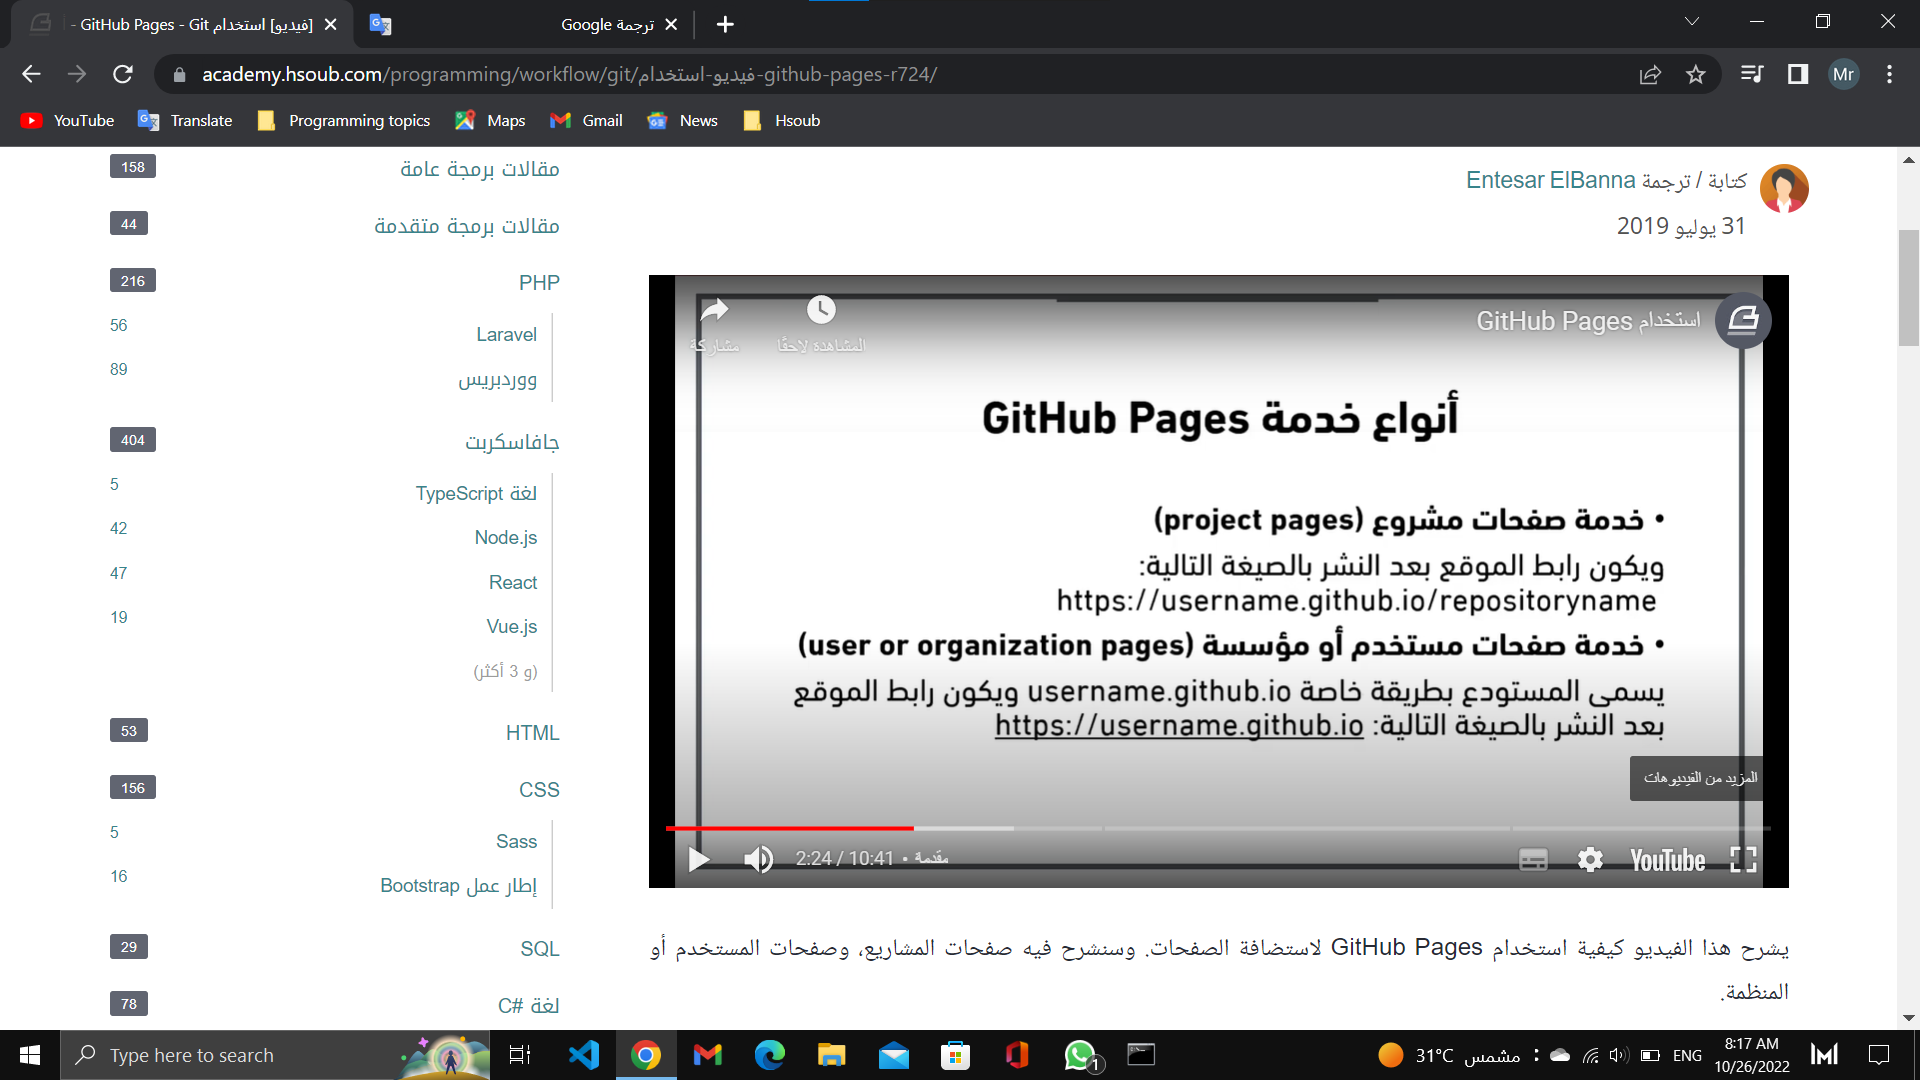 [فيديو] استخدام GitHub Pages - Git -
ترجمة Google
academy.hsoub.com/programming/workflow/git/فيديو-استخدام-github-pages-r724/
Mr
YouTube
Translate
Programming topics
Maps
Gmail
News
Hsoub
كتابة / ترجمة Entesar ElBanna
31 يوليو 2019
استخدام GitHub Pages
المشاهدة لاحقًا
مشاركة
أنواع خدمة GitHub Pages
• خدمة صفحات مشروع (project pages)
ويكون رابط الموقع بعد النشر بالصيغة التالية:
https://username.github.io/repositoryname
• خدمة صفحات مستخدم أو مؤسسة (user or organization pages)
يسمى المستودع بطريقة خاصة username.github.io ويكون رابط الموقع
بعد النشر بالصيغة التالية: https://username.github.io
المزيد من الفيديوهات
2:24 / 10:41 • مقدمة
YouTube
يشرح هذا الفيديو كيفية استخدام GitHub Pages لاستضافة الصفحات. وسنشرح فيه صفحات المشاريع، وصفحات المستخدم أو
المنظمة.
مقالات برمجة عامة 158
مقالات برمجة متقدمة 44
PHP 216
Laravel 56
ووردبريس 89
جافاسكربت 404
لغة TypeScript 5
Node.js 42
React 47
Vue.js 19
(و 3 أكثر)
HTML 53
CSS 156
Sass 5
إطار عمل Bootstrap 16
SQL 29
لغة C# 78
Type here to search
1
31°C مشمس
ENG
8:17 AM
10/26/2022